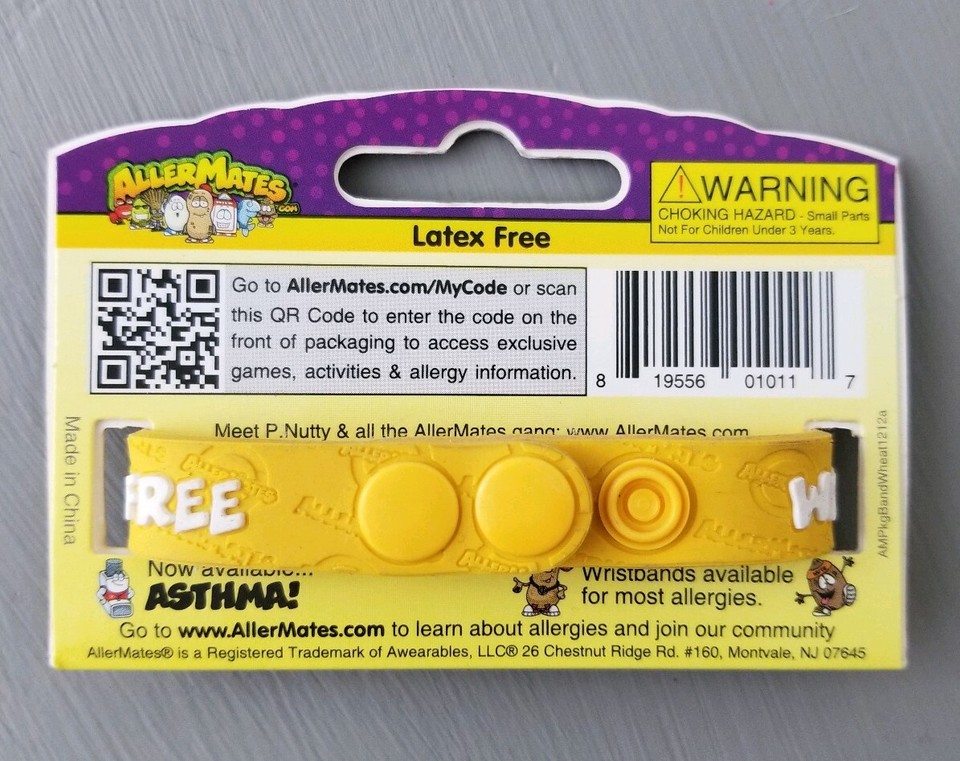 ALLERMATES
.COM
WARNING
CHOKING HAZARD - Small Parts
Not For Children Under 3 Years.
Latex Free
Go to AllerMates.com/MyCode or scan
this QR Code to enter the code on the
front of packaging to access exclusive
games, activities & allergy information.
8 19556 01011 7
Made in China
Meet P.Nutty & all the AllerMates gang: www.AllerMates.com
AMPkgBandWheat1212a
FREE
W
Now available...
ASTHMA!
Wristbands available
for most allergies.
Go to www.AllerMates.com to learn about allergies and join our community
AllerMates® is a Registered Trademark of Awearables, LLC® 26 Chestnut Ridge Rd. #160, Montvale, NJ 07645